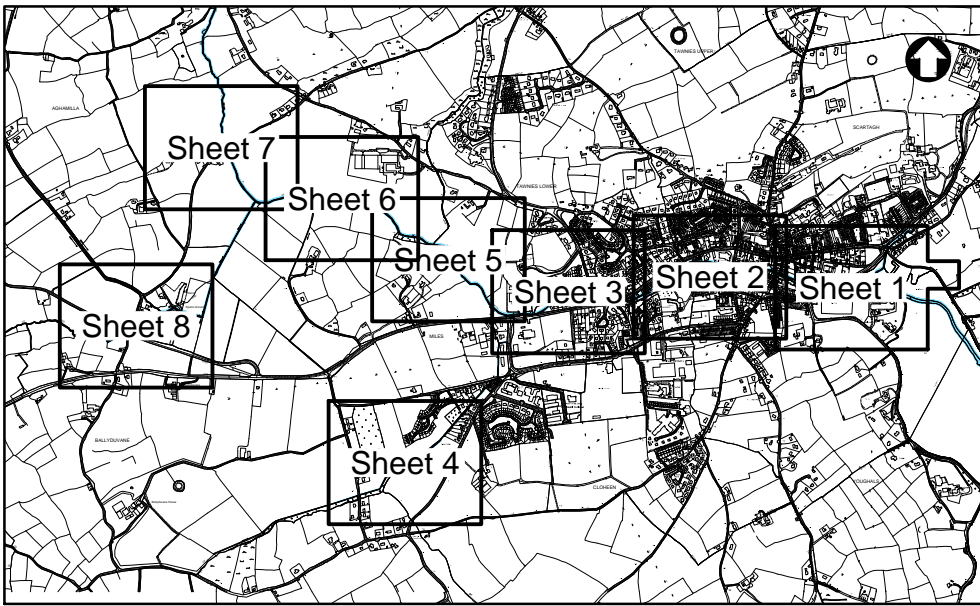 TAWNIES UPPER
AGHAMILLA
SCARTAGH
Sheet 7
TAWNIES LOWER
Sheet 6
Sheet 5
Sheet 2
Sheet 3
Sheet 1
Sheet 8
MILES
BALLYDUVANE
Sheet 4
YOUGHALS
CLOHEEN